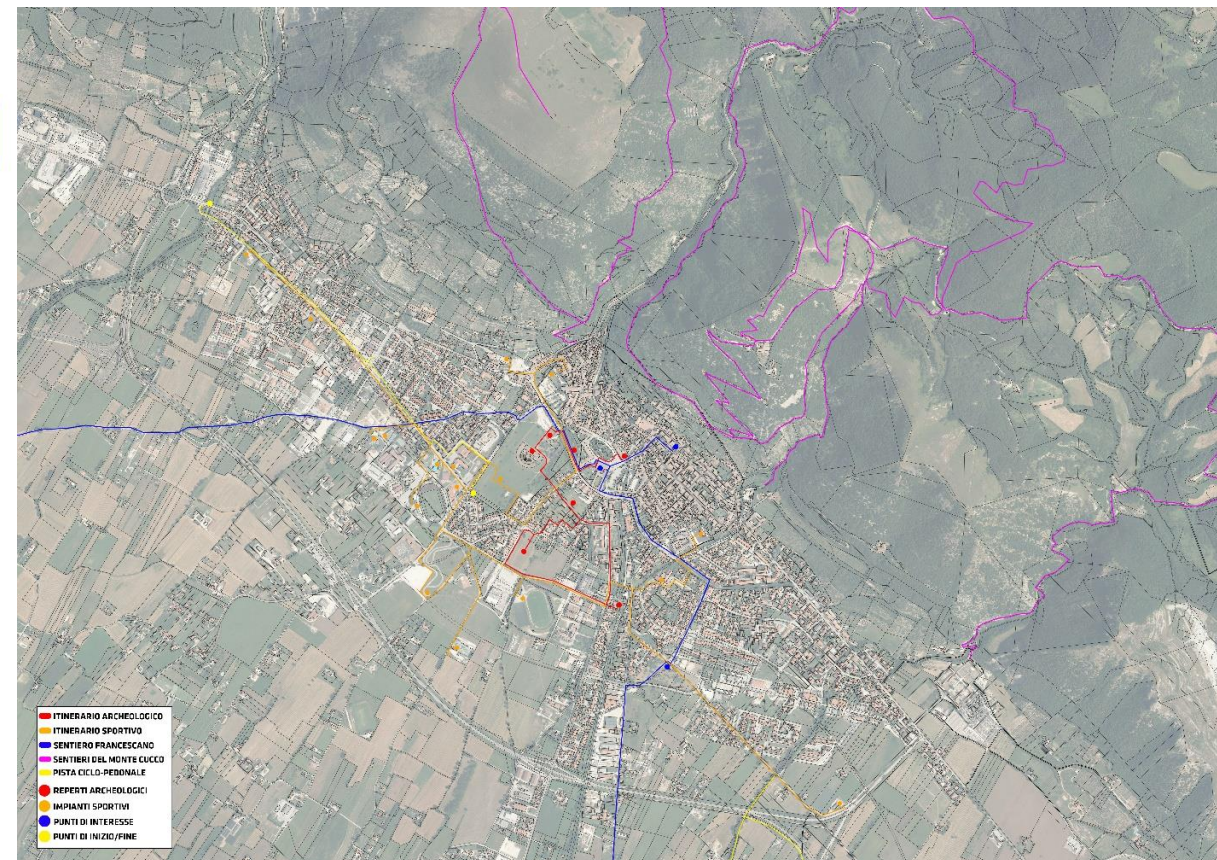 ITINERARIO ARCHEOLOGICO
ITINERARIO SPORTIVO
SENTIERO FRANCESCANO
SENTIERI DEL MONTE CUCCO
PISTA CICLO-PEDONALE
REPERTI ARCHEOLOGICI
IMPIANTI SPORTIVI
PUNTI DI INTERESSE
PUNTI DI INIZIO/FINE